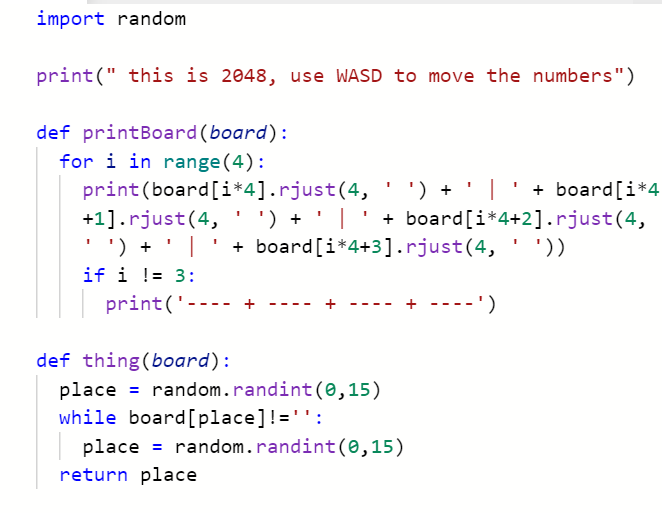 import random
print(" this is 2048, use WASD to move the numbers")
def printBoard(board):
for i in range(4):
print(board[i*4].rjust(4, ' ') + ' | ' + board[i*4
+1].rjust(4, ' ') + ' | ' + board[i*4+2].rjust(4,
' ') + ' | ' + board[i*4+3].rjust(4, ' '))
if i != 3:
print('---- + ---- + ---- + ----')
def thing(board):
place = random.randint(0,15)
while board[place]!='':
place = random.randint(0,15)
return place